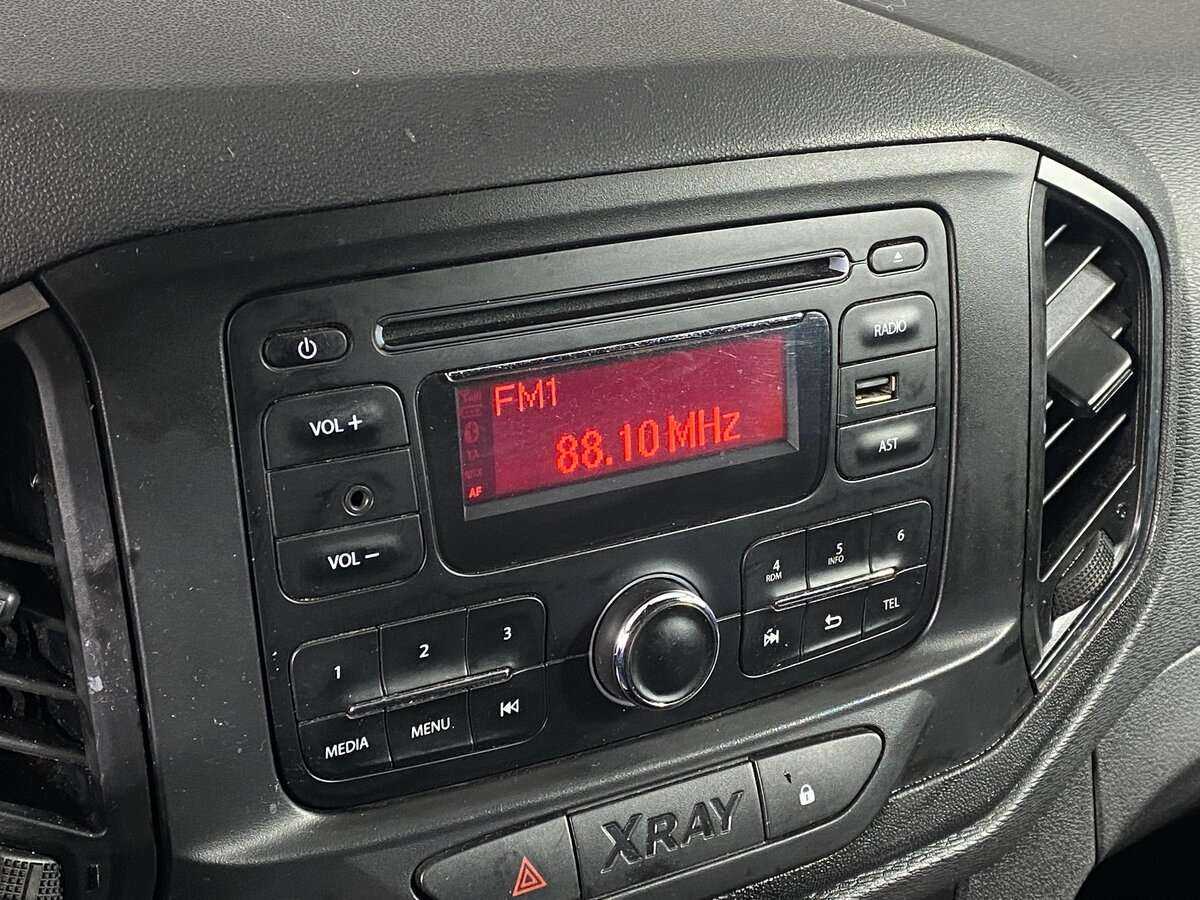 RADIO
VOL +
FM1
88.10 MHz
TA
AF
AST
VOL −
4 RDM
5 INFO
6
1
2
3
TEL
MEDIA
MENU
XRAY